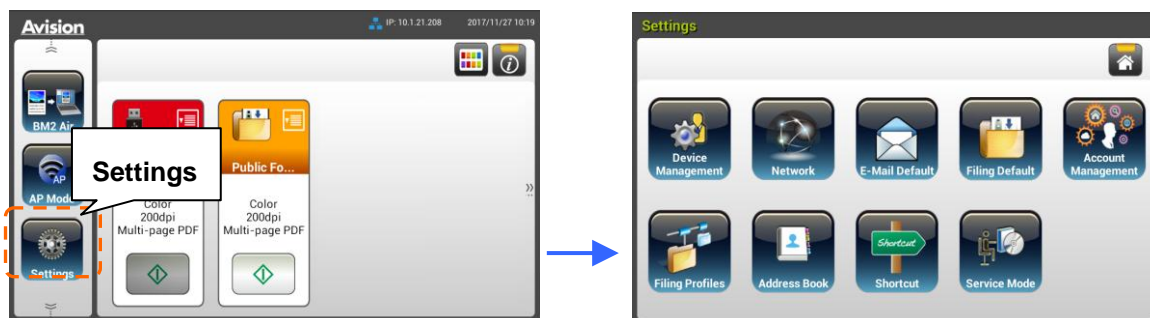 Avision
IP: 10.1.21.208
2017/11/27 10:19
BM2 Air
AP
AP Mode
Settings
Settings
Public Fo...
Color
200dpi
Multi-page PDF
Color
200dpi
Multi-page PDF
Settings
Device
Management
Network
E-Mail Default
Filing Default
Account
Management
Filing Profiles
Address Book
Shortcut
Shortcut
Service Mode